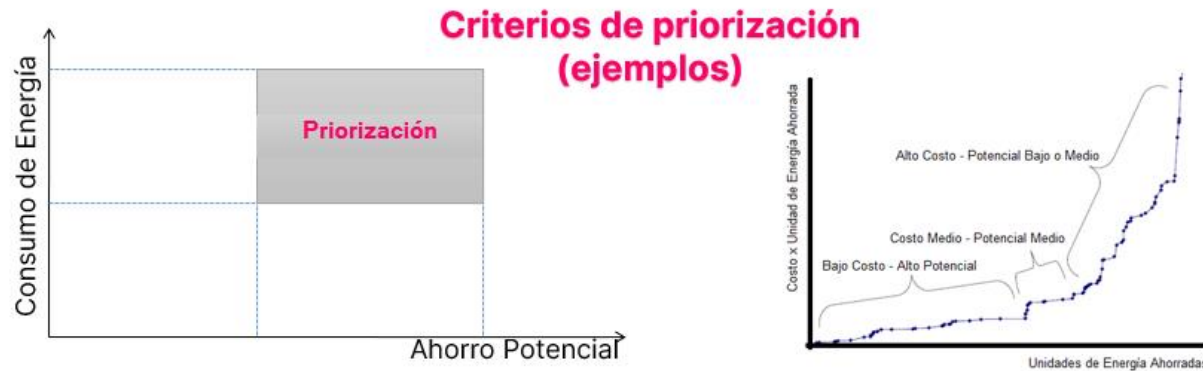 Criterios de priorización
(ejemplos)
Consumo de Energía
Priorización
Ahorro Potencial
Costo x Unidad de Energía Ahorrada
Alto Costo - Potencial Bajo o Medio
Costo Medio - Potencial Medio
Bajo Costo - Alto Potencial
Unidades de Energía Ahorradas